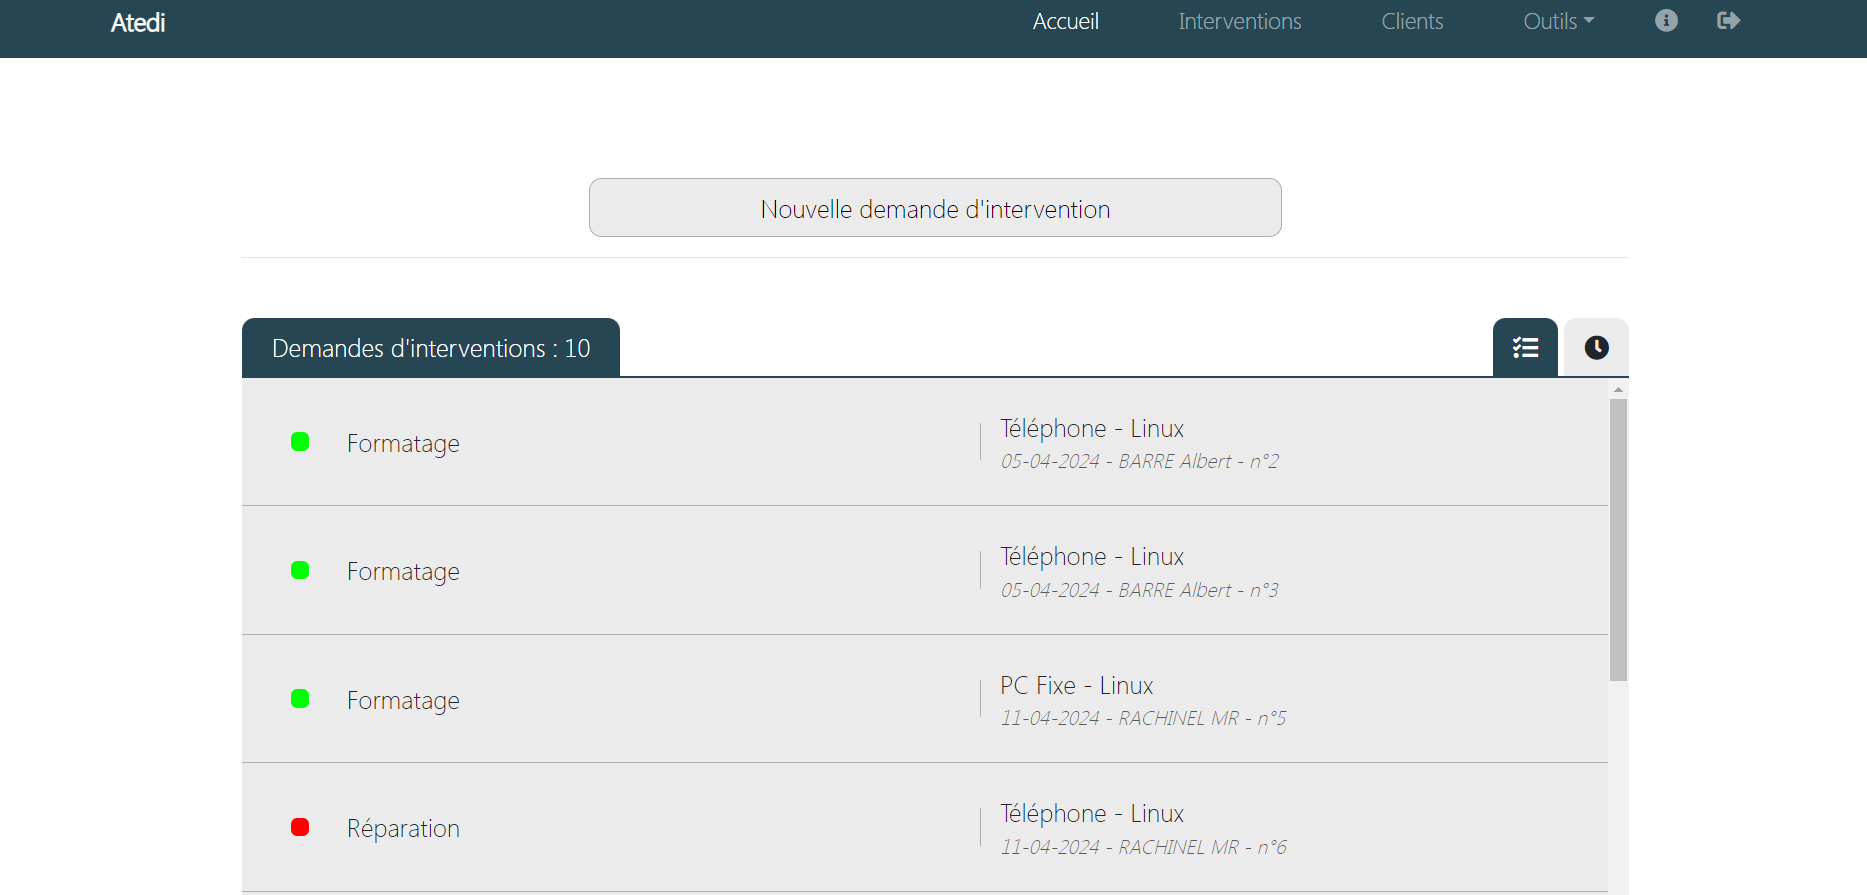 Atedi
Accueil Interventions Clients Outils
Nouvelle demande d'intervention
Demandes d'interventions : 10
Formatage
Téléphone - Linux
05-04-2024 - BARRE Albert - n°2
Formatage
Téléphone - Linux
05-04-2024 - BARRE Albert - n°3
Formatage
PC Fixe - Linux
11-04-2024 - RACHINEL MR - n°5
Réparation
Téléphone - Linux
11-04-2024 - RACHINEL MR - n°6